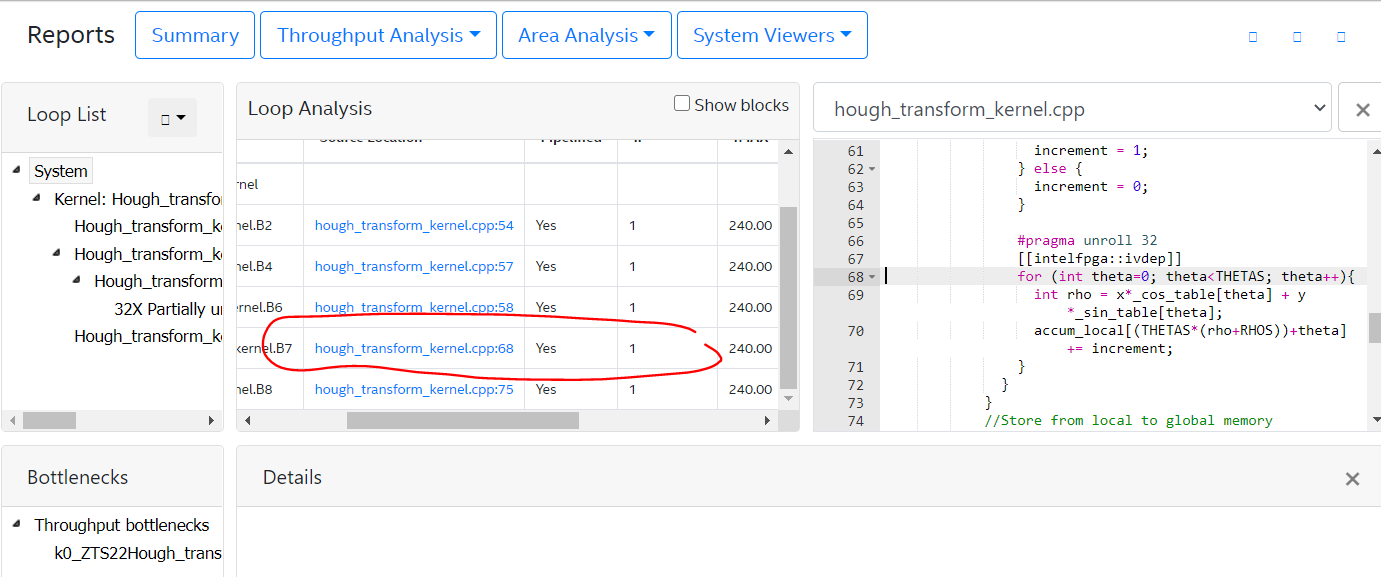 Reports Summary Throughput Analysis Area Analysis System Viewers
Loop List
System
Kernel: Hough_transfo
Hough_transform_k
Hough_transform_k
Hough_transform
32X Partially u
Hough_transform_k
Loop Analysis Show blocks
Source Location Pipelined II
rnel
nel.B2 hough_transform_kernel.cpp:54 Yes 1 240.00
nel.B4 hough_transform_kernel.cpp:57 Yes 1 240.00
ernel.B6 hough_transform_kernel.cpp:58 Yes 1 240.00
kernel.B7 hough_transform_kernel.cpp:68 Yes 1 240.00
nel.B8 hough_transform_kernel.cpp:75 Yes 1 240.00
hough_transform_kernel.cpp
61 increment = 1;
62 } else {
63 increment = 0;
64 }
65
66 #pragma unroll 32
67 [[intelfpga::ivdep]]
68 for (int theta=0; theta<THETAS; theta++){
69 int rho = x*_cos_table[theta] + y
*_sin_table[theta];
70 accum_local[(THETAS*(rho+RHOS))+theta]
+= increment;
71 }
72 }
73 }
74 //Store from local to global memory
Bottlenecks
Throughput bottlenecks
k0_ZTS22Hough_trans
Details